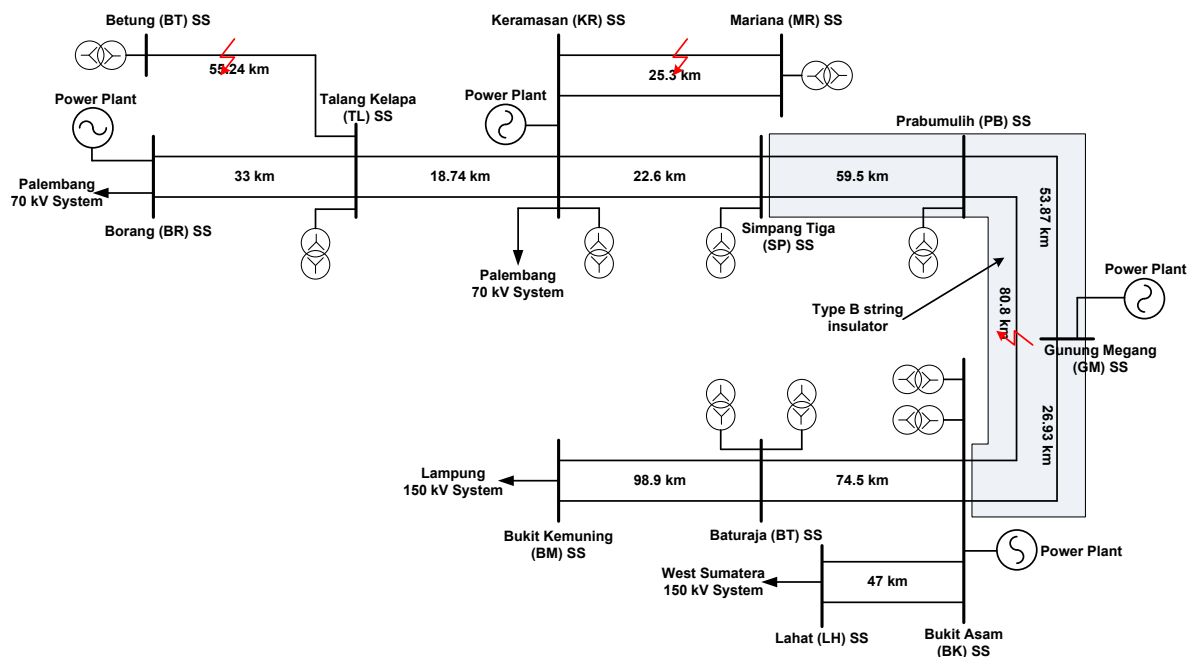 Betung (BT) SS
Keramasan (KR) SS
Mariana (MR) SS
55.24 km
25.3 km
Power Plant
Talang Kelapa
(TL) SS
Power Plant
Prabumulih (PB) SS
33 km
18.74 km
22.6 km
59.5 km
53.87 km
Palembang
70 kV System
Borang (BR) SS
Simpang Tiga
(SP) SS
Palembang
70 kV System
Power Plant
Type B string
insulator
80.8 km
Gunung Megang
(GM) SS
26.93 km
Lampung
150 kV System
98.9 km
74.5 km
Bukit Kemuning
(BM) SS
Baturaja (BT) SS
Power Plant
West Sumatera
150 kV System
47 km
Lahat (LH) SS
Bukit Asam
(BK) SS